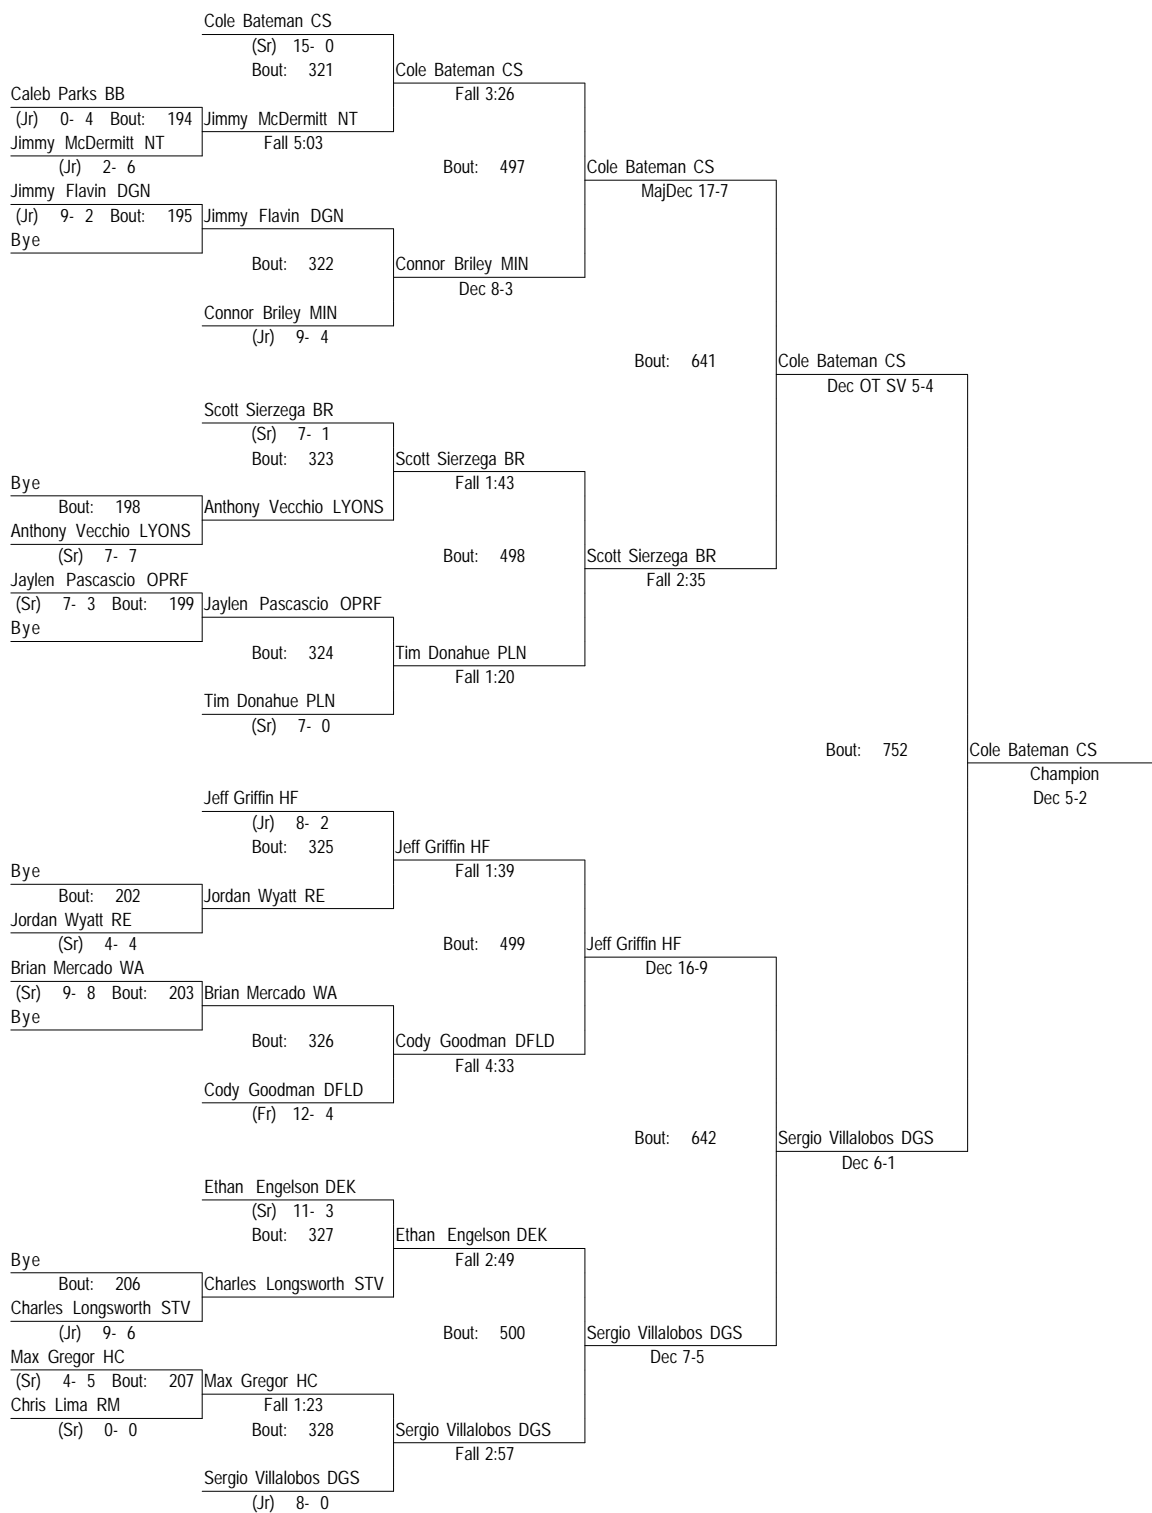 Cole Bateman CS
(Sr) 15- 0
Bout: 321 Cole Bateman CS
Caleb Parks BB Fall 3:26
(Jr) 0- 4 Bout: 194 Jimmy McDermitt NT
Jimmy McDermitt NT Fall 5:03
(Jr) 2- 6 Bout: 497 Cole Bateman CS
Jimmy Flavin DGN MajDec 17-7
(Jr) 9- 2 Bout: 195 Jimmy Flavin DGN
Bye
Bout: 322 Connor Briley MIN
Dec 8-3
Connor Briley MIN
(Jr) 9- 4
Bout: 641 Cole Bateman CS
Dec OT SV 5-4
Scott Sierzega BR
(Sr) 7- 1
Bout: 323 Scott Sierzega BR
Bye Fall 1:43
Bout: 198 Anthony Vecchio LYONS
Anthony Vecchio LYONS
(Sr) 7- 7 Bout: 498 Scott Sierzega BR
Jaylen Pascascio OPRF Fall 2:35
(Sr) 7- 3 Bout: 199 Jaylen Pascascio OPRF
Bye
Bout: 324 Tim Donahue PLN
Fall 1:20
Tim Donahue PLN
(Sr) 7- 0
Bout: 752 Cole Bateman CS
Champion
Jeff Griffin HF Dec 5-2
(Jr) 8- 2
Bout: 325 Jeff Griffin HF
Bye Fall 1:39
Bout: 202 Jordan Wyatt RE
Jordan Wyatt RE
(Sr) 4- 4 Bout: 499 Jeff Griffin HF
Brian Mercado WA Dec 16-9
(Sr) 9- 8 Bout: 203 Brian Mercado WA
Bye
Bout: 326 Cody Goodman DFLD
Fall 4:33
Cody Goodman DFLD
(Fr) 12- 4
Bout: 642 Sergio Villalobos DGS
Dec 6-1
Ethan Engelson DEK
(Sr) 11- 3
Bout: 327 Ethan Engelson DEK
Bye Fall 2:49
Bout: 206 Charles Longsworth STV
Charles Longsworth STV
(Jr) 9- 6 Bout: 500 Sergio Villalobos DGS
Max Gregor HC Dec 7-5
(Sr) 4- 5 Bout: 207 Max Gregor HC
Chris Lima RM Fall 1:23
(Sr) 0- 0 Bout: 328 Sergio Villalobos DGS
Fall 2:57
Sergio Villalobos DGS
(Jr) 8- 0